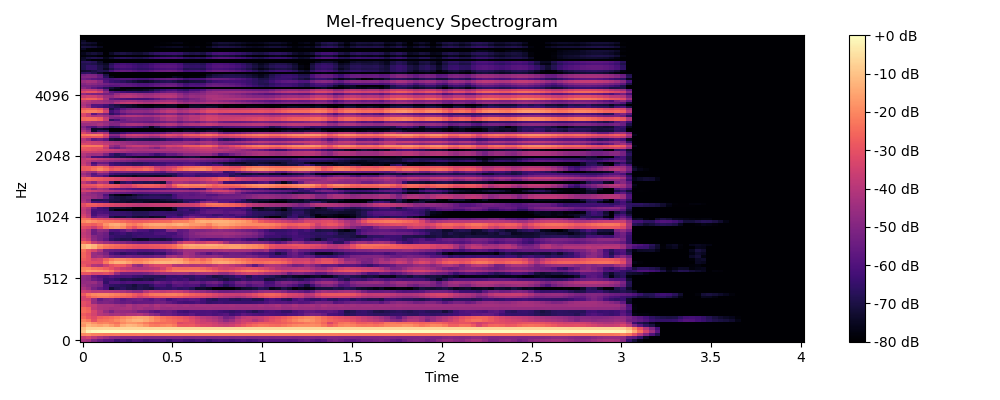 Mel-frequency Spectrogram
Hz
4096
2048
1024
512
0
0 0.5 1 1.5 2 2.5 3 3.5 4
Time
+0 dB
-10 dB
-20 dB
-30 dB
-40 dB
-50 dB
-60 dB
-70 dB
-80 dB